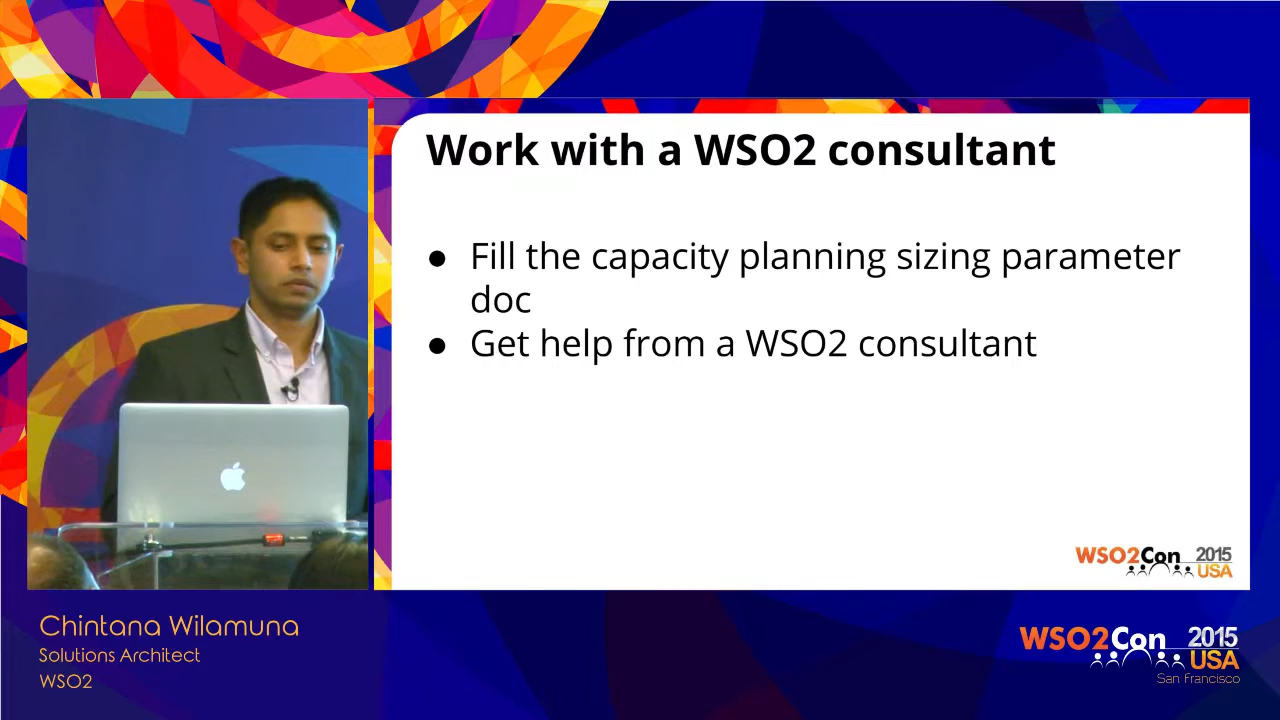 Work with a WSO2 consultant
● Fill the capacity planning sizing parameter
doc
● Get help from a WSO2 consultant
WSO2Con 2015
USA
Chintana Wilamuna
Solutions Architect
WSO2
WSO2Con 2015
USA
San Francisco